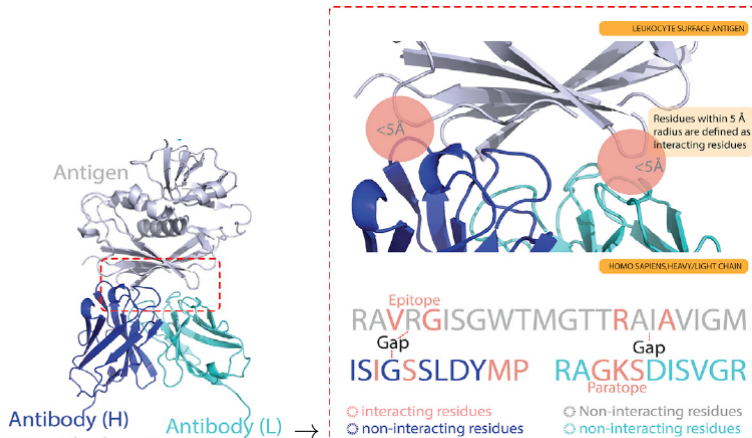 Antigen
Antibody (H)
Antibody (L)
→
LEUKOCYTE SURFACE ANTIGEN
<5Å
Residues within 5 Å
radius are defined as
interacting residues
<5Å
HOMO SAPIENS,HEAVY/LIGHT CHAIN
Epitope
RAVRGISGWTMGTTRAIAVIGM
Gap
Gap
ISIGSSLDYMP
RAGKSDISVGR
Paratope
interacting residues
Non-interacting residues
non-interacting residues
non-interacting residues